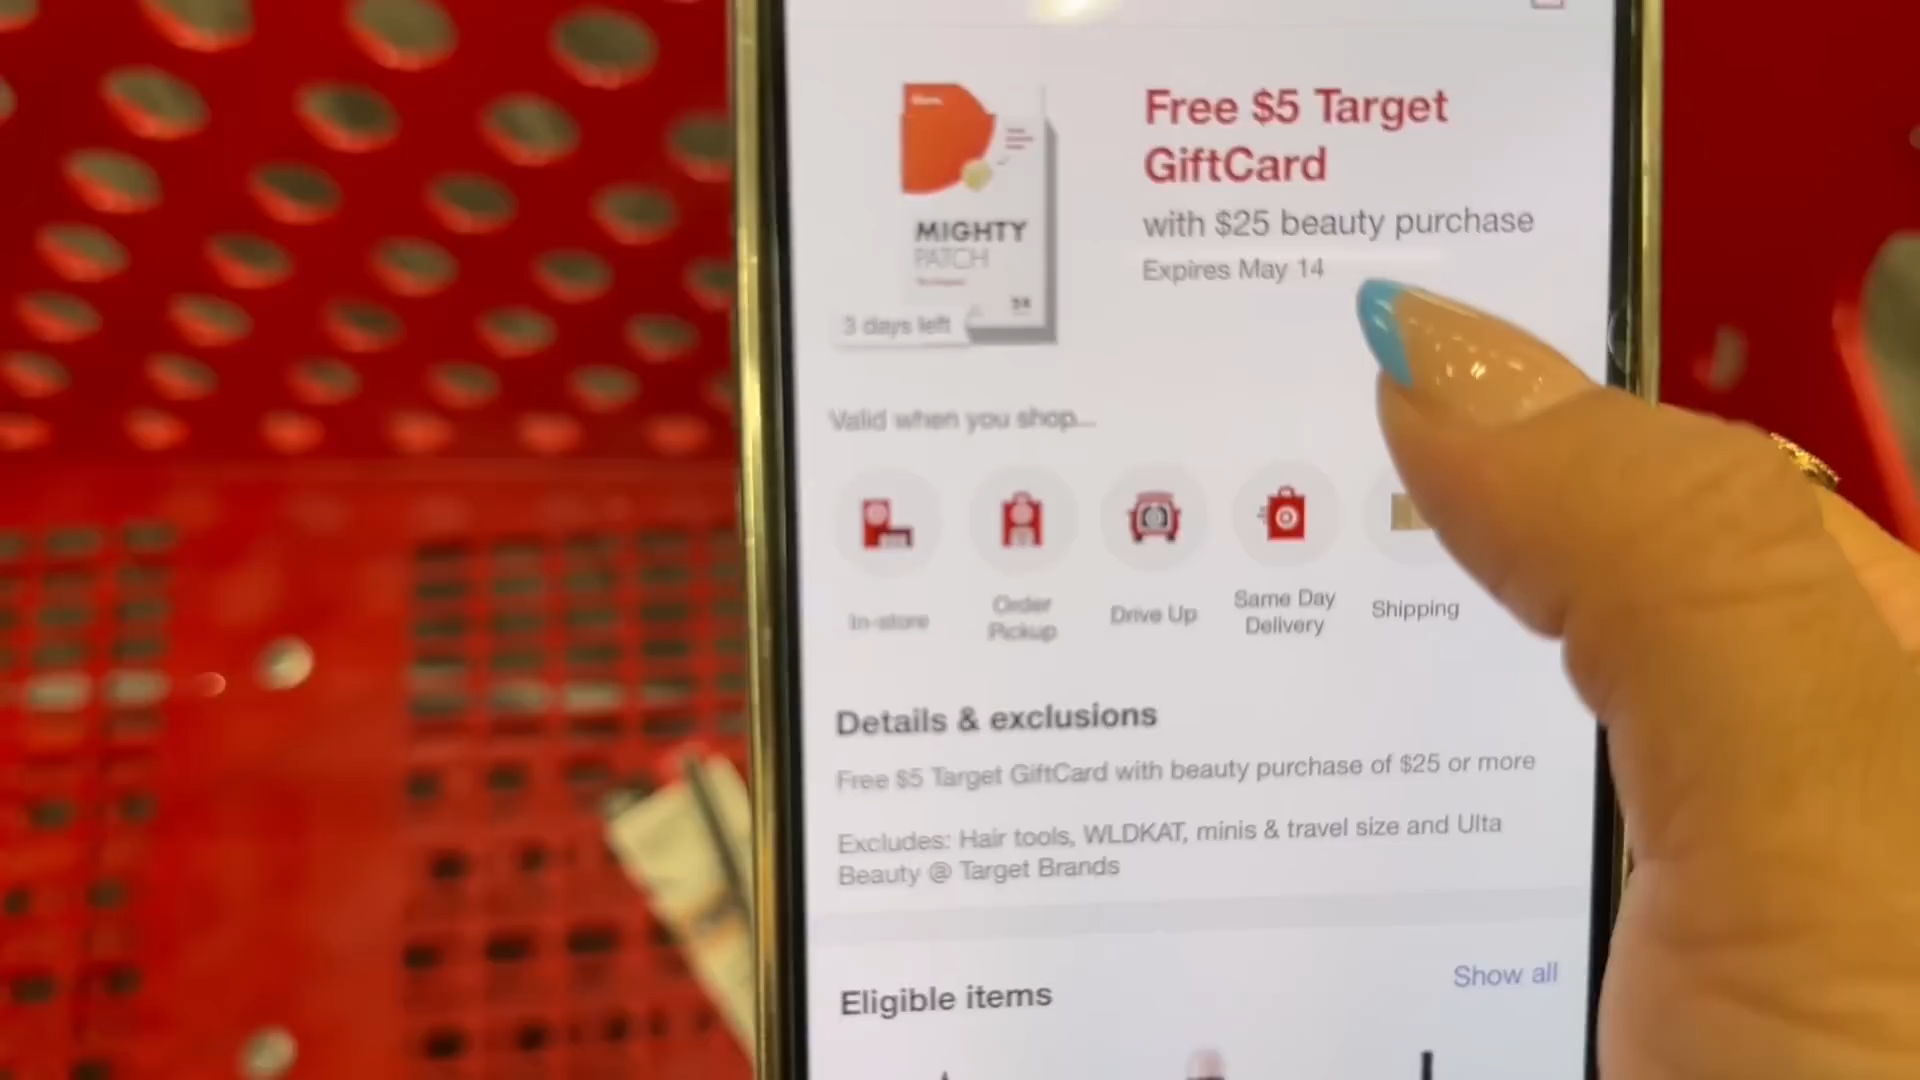 Free $5 Target
GiftCard
with $25 beauty purchase
Expires May 14
MIGHTY
PATCH
3 days left
Valid when you shop...
In-store
Order
Pickup
Drive Up
Same Day
Delivery
Shipping
Details & exclusions
Free $5 Target GiftCard with beauty purchase of $25 or more
Excludes: Hair tools, WLDKAT, minis & travel size and Ulta
Beauty @ Target Brands
Eligible items
Show all